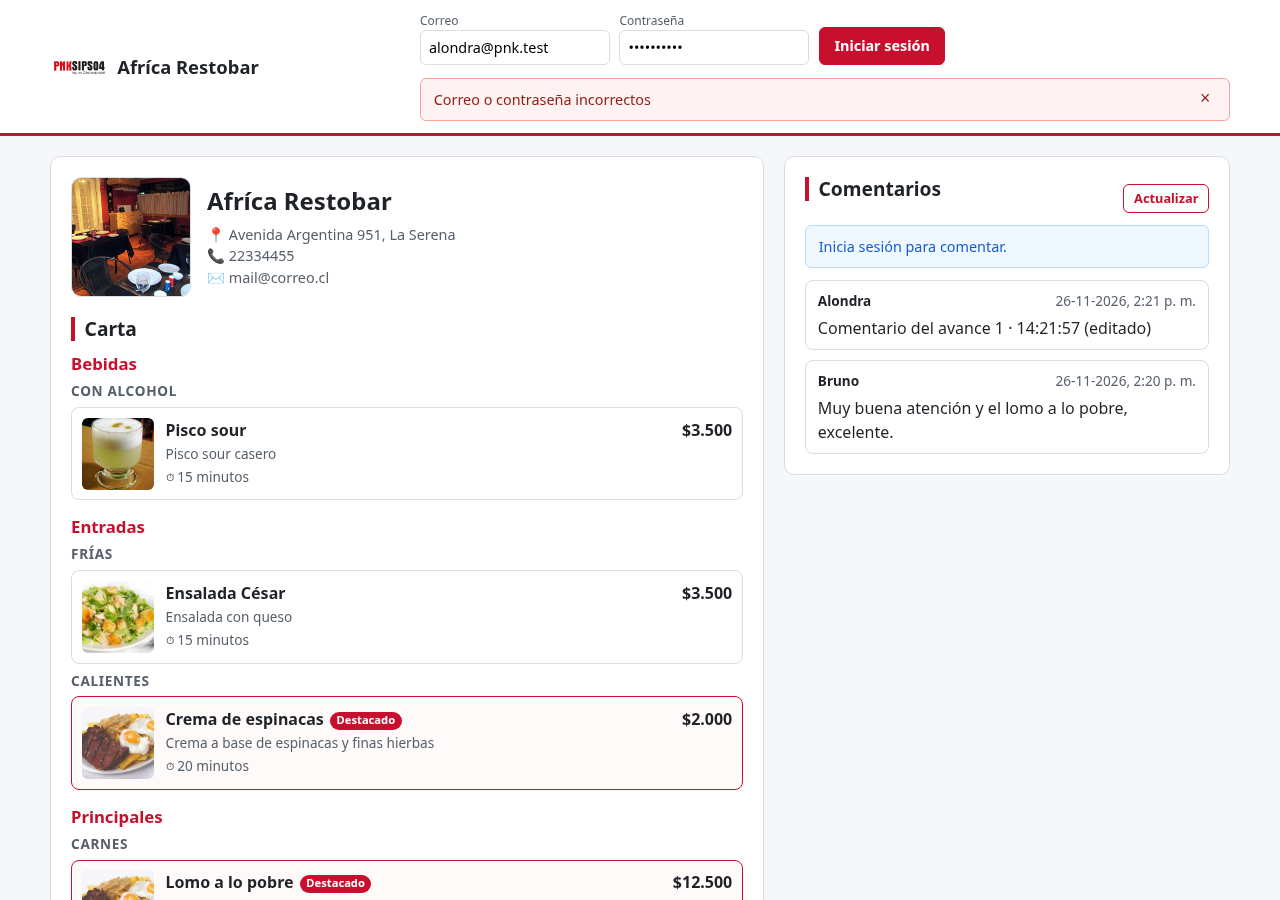 Correo
Contraseña
alondra@pnk.test
••••••••••
Iniciar sesión
PNKSIPS04
Afríca Restobar
Correo o contraseña incorrectos
×
Afríca Restobar
📍 Avenida Argentina 951, La Serena
📞 22334455
✉️ mail@correo.cl
Carta
Bebidas
CON ALCOHOL
Pisco sour
$3.500
Pisco sour casero
⏱ 15 minutos
Entradas
FRÍAS
Ensalada César
$3.500
Ensalada con queso
⏱ 15 minutos
CALIENTES
Crema de espinacas Destacado
$2.000
Crema a base de espinacas y finas hierbas
⏱ 20 minutos
Principales
CARNES
Lomo a lo pobre Destacado
$12.500
Comentarios
Actualizar
Inicia sesión para comentar.
Alondra
26-11-2026, 2:21 p. m.
Comentario del avance 1 · 14:21:57 (editado)
Bruno
26-11-2026, 2:20 p. m.
Muy buena atención y el lomo a lo pobre,
excelente.